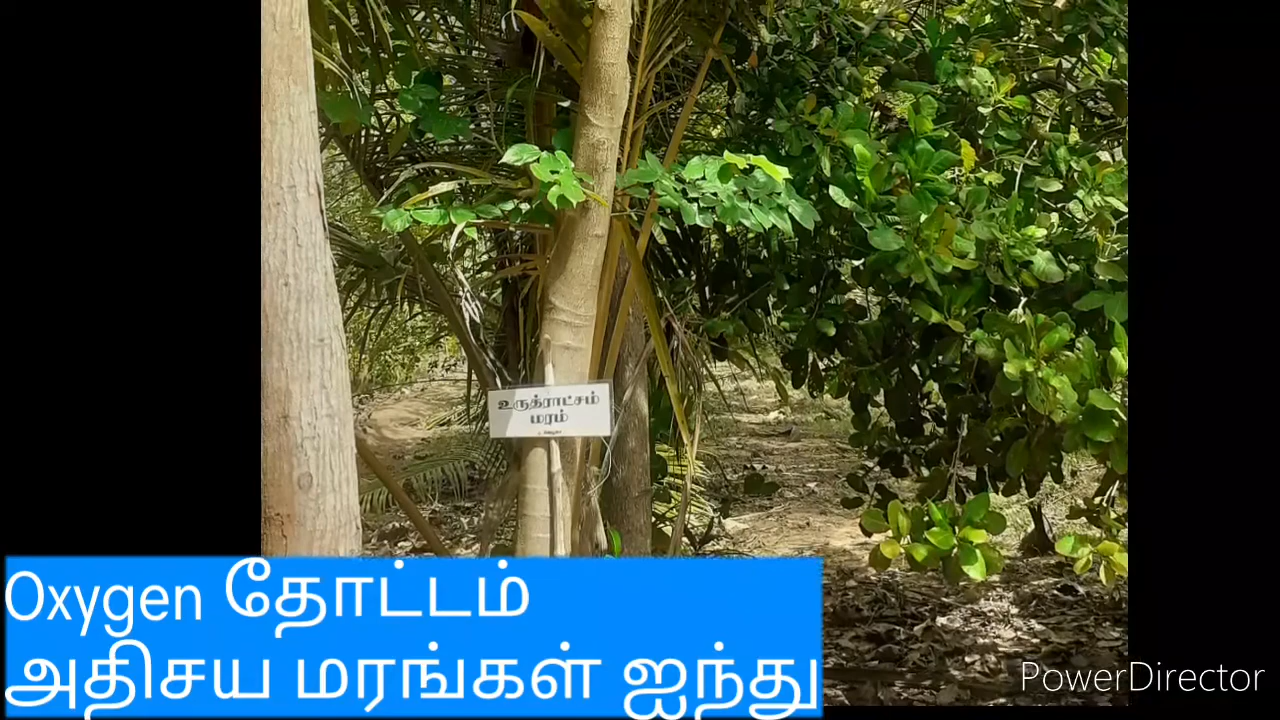 உருத்ராட்சம்
மரம்
Oxygen தோட்டம்
அதிசய மரங்கள் ஐந்து
PowerDirector